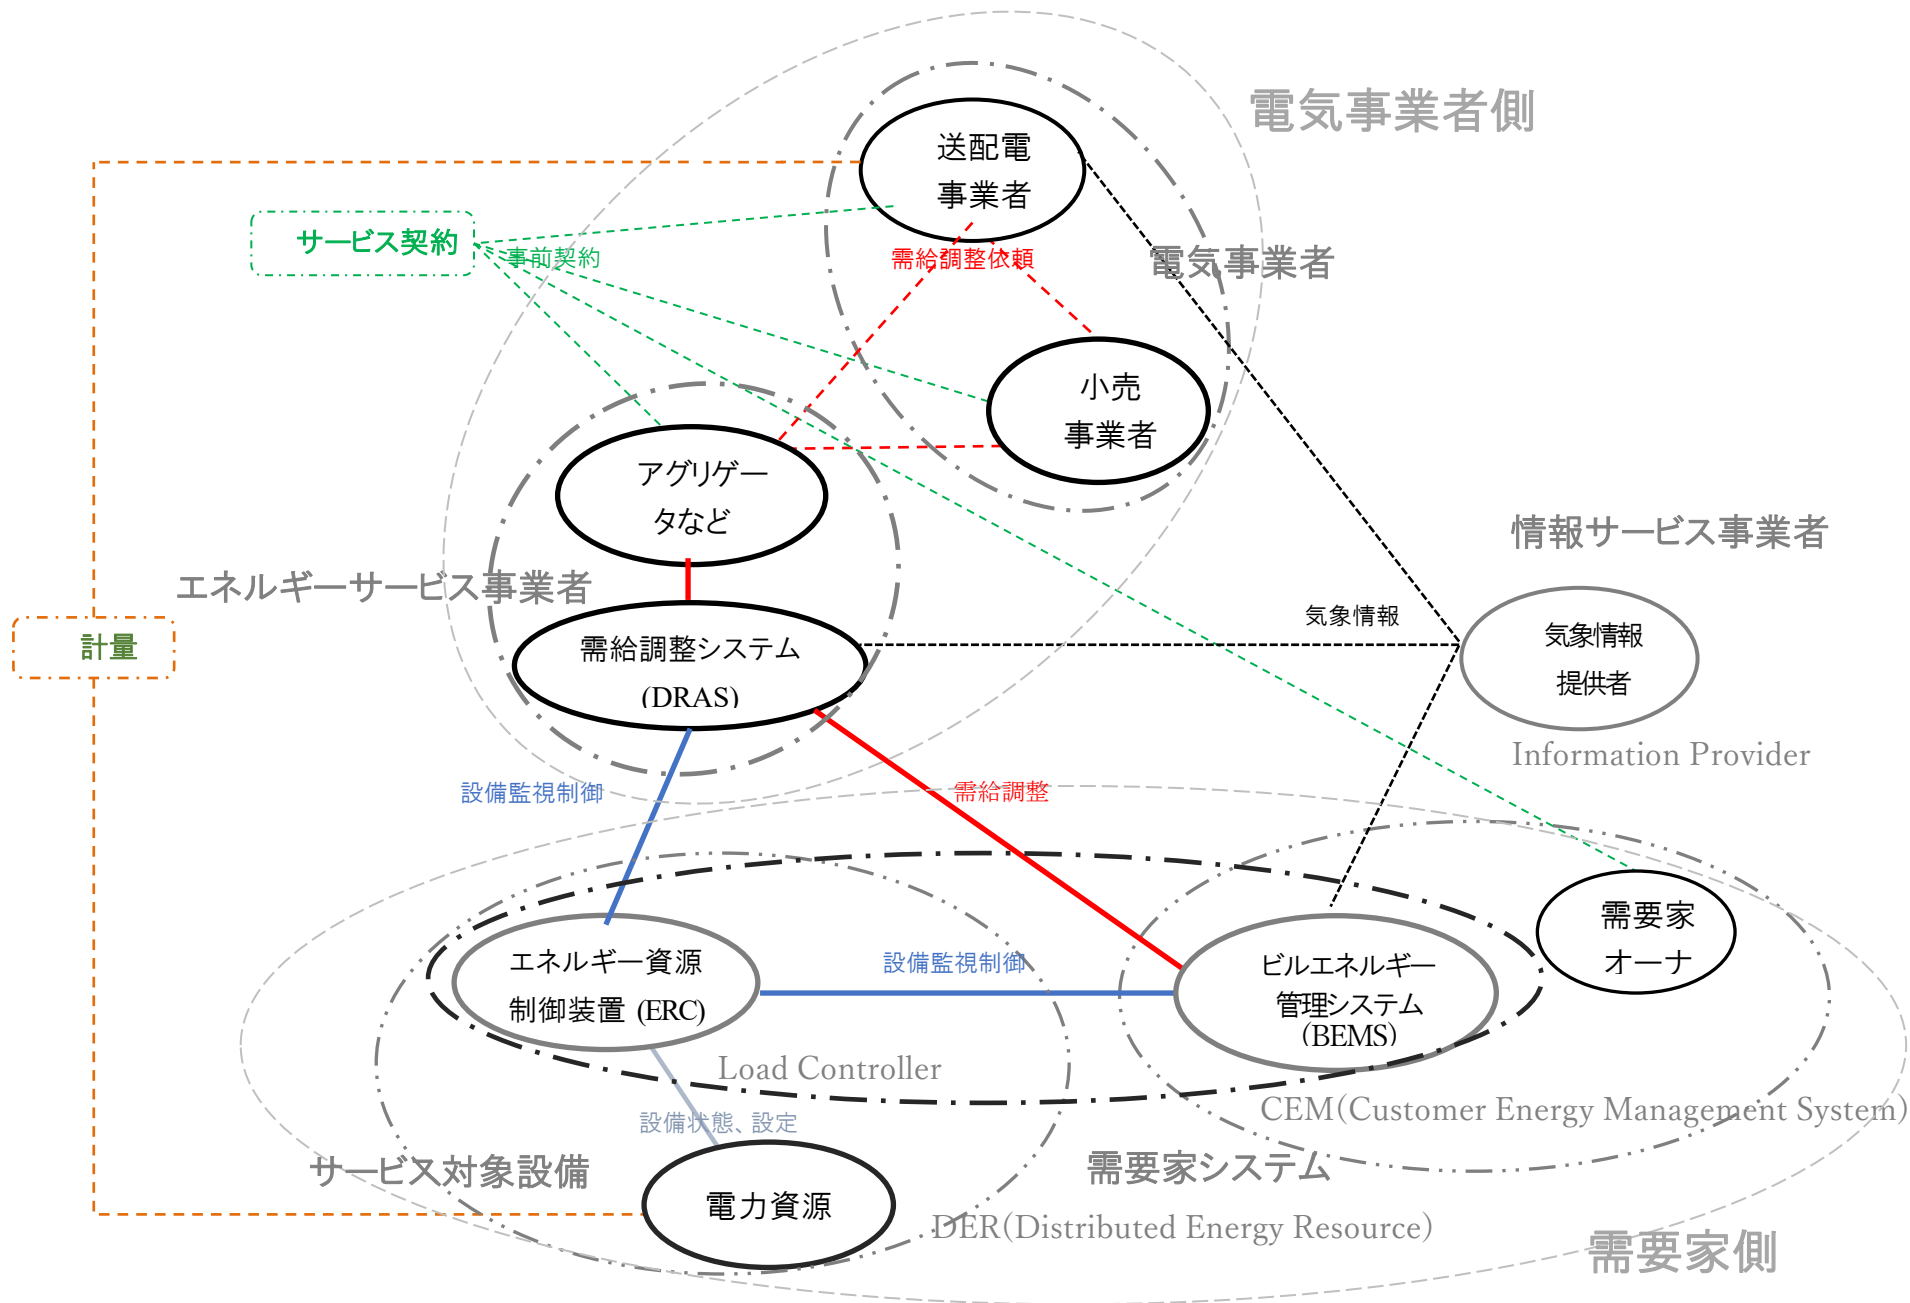 電気事業者側
送配電
事業者
サービス契約
事前契約
需給調整依頼
電気事業者
小売
事業者
アグリゲー
タなど
情報サービス事業者
エネルギーサービス事業者
気象情報
気象情報
提供者
計量
需給調整システム
(DRAS)
Information Provider
設備監視制御
需給調整
需要家
オーナ
エネルギー資源
制御装置 (ERC)
設備監視制御
ビルエネルギー
管理システム
(BEMS)
Load Controller
CEM(Customer Energy Management System)
設備状態、設定
サービス対象設備
需要家システム
電力資源
DER(Distributed Energy Resource)
需要家側